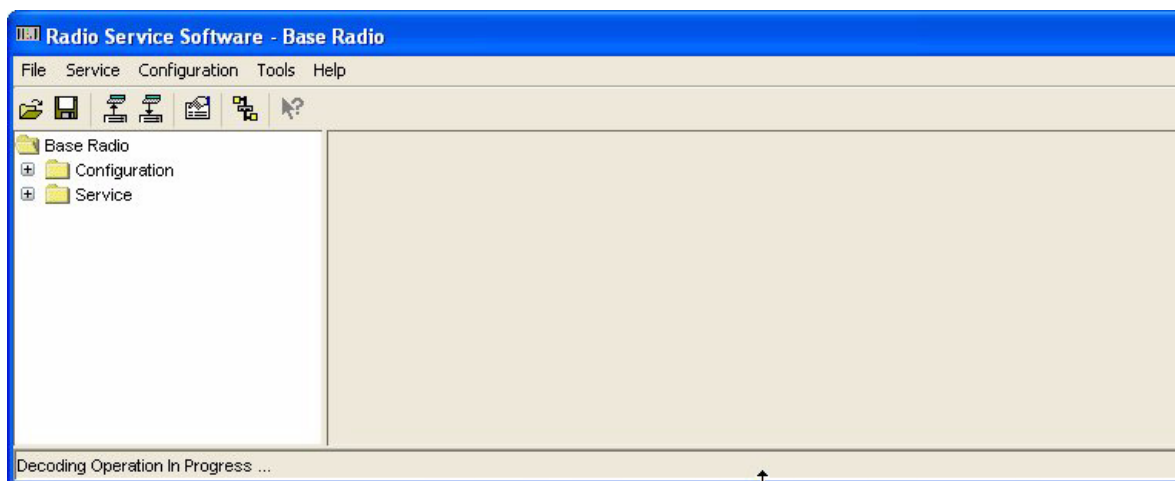 Radio Service Software - Base Radio
File Service Configuration Tools Help
Base Radio
Configuration
Service
Decoding Operation In Progress ...